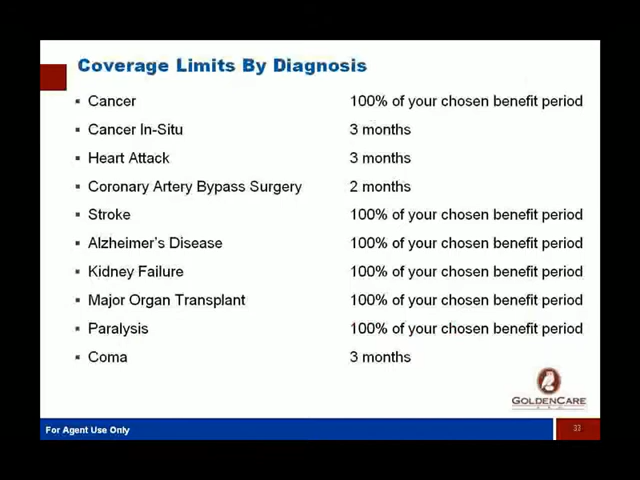 Coverage Limits By Diagnosis
▪ Cancer 100% of your chosen benefit period
▪ Cancer In-Situ 3 months
▪ Heart Attack 3 months
▪ Coronary Artery Bypass Surgery 2 months
▪ Stroke 100% of your chosen benefit period
▪ Alzheimer's Disease 100% of your chosen benefit period
▪ Kidney Failure 100% of your chosen benefit period
▪ Major Organ Transplant 100% of your chosen benefit period
▪ Paralysis 100% of your chosen benefit period
▪ Coma 3 months
GOLDENCARE
For Agent Use Only